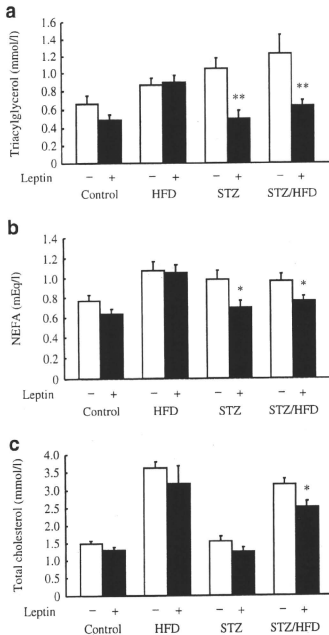 a
Triacylglycerol (mmol/l)
1.6
1.4
1.2
1.0
0.8
0.6
0.4
0.2
0
**
**
Leptin − + − + − + − +
Control HFD STZ STZ/HFD
b
NEFA (mEq/l)
1.4
1.2
1.0
0.8
0.6
0.4
0.2
0
*
*
Leptin − + − + − + − +
Control HFD STZ STZ/HFD
c
Total cholesterol (mmol/l)
4.0
3.5
3.0
2.5
2.0
1.5
1.0
0.5
0
*
Leptin − + − + − + − +
Control HFD STZ STZ/HFD